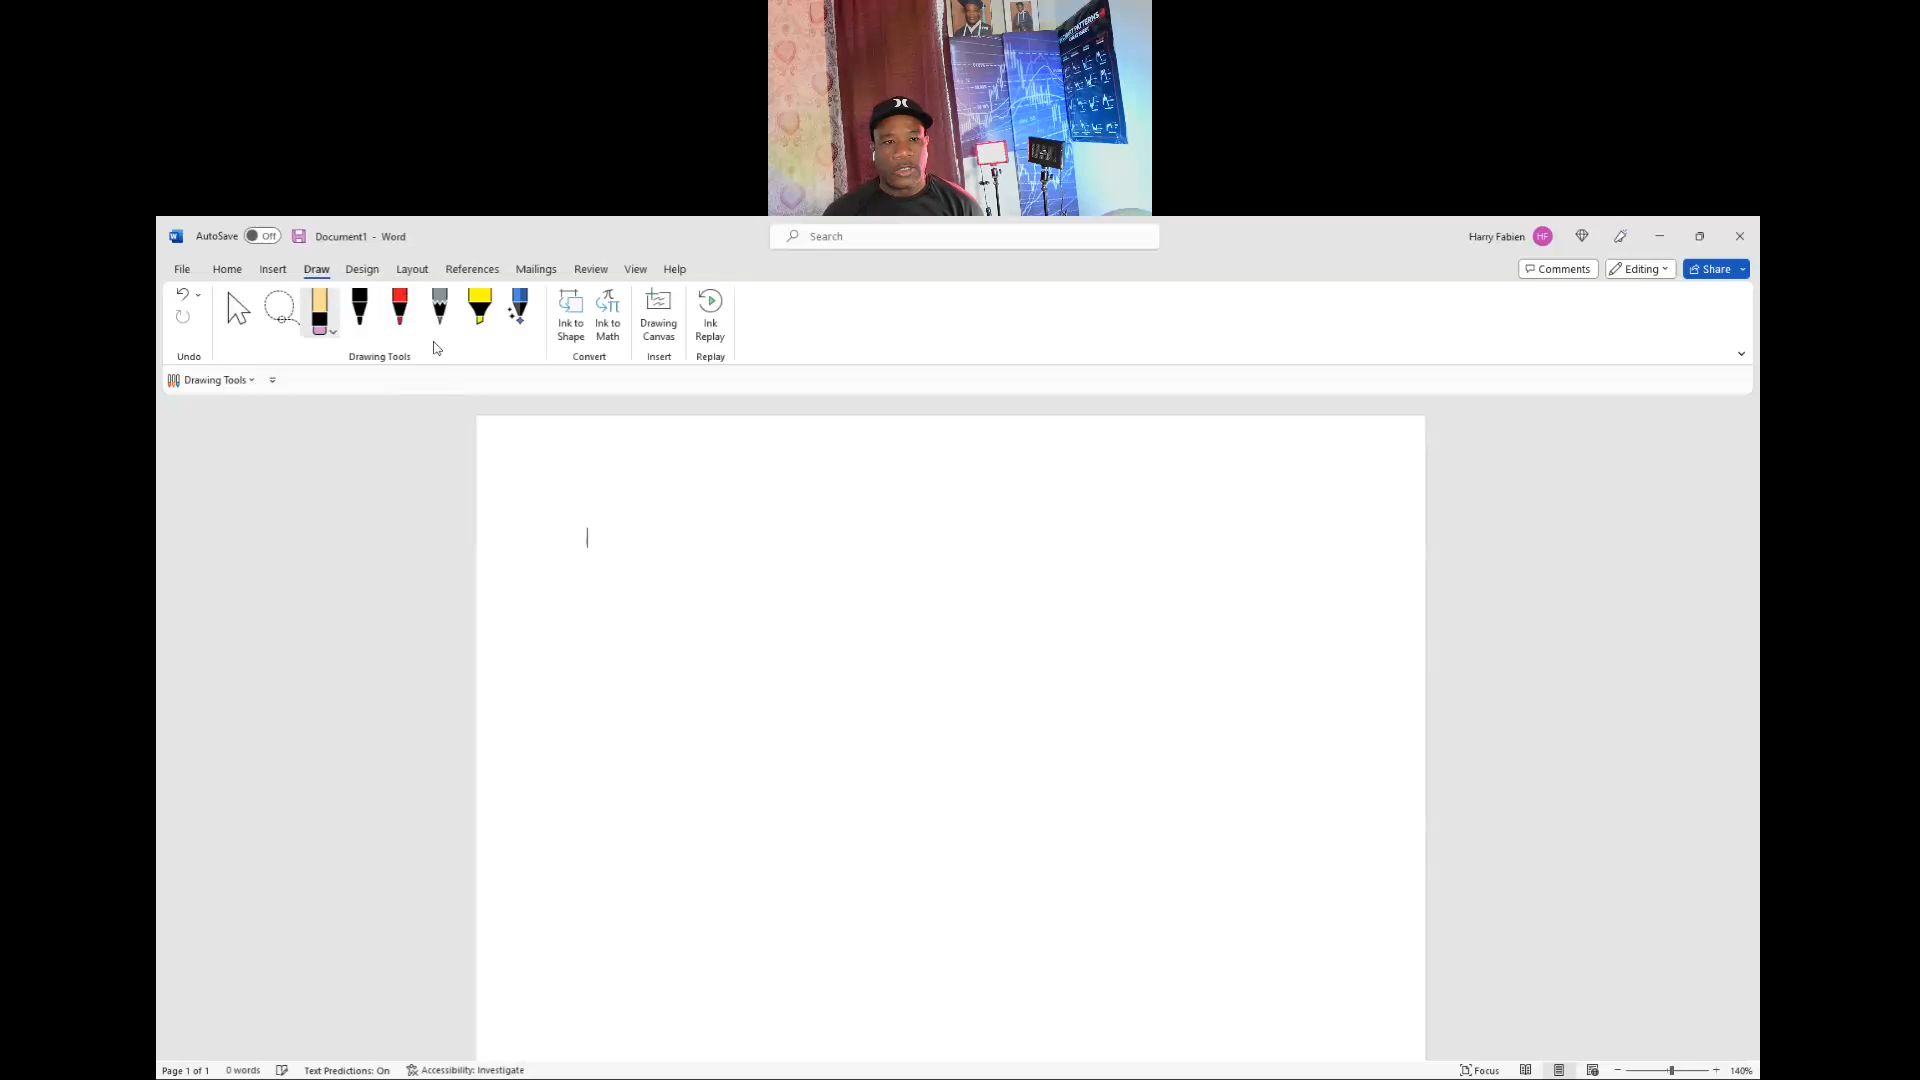 CHART PATTERNS
AutoSave Off Document1 - Word Search Harry Fabien HF
File Home Insert Draw Design Layout References Mailings Review View Help Comments Editing Share
Ink to Shape
Ink to Math
Drawing Canvas
Ink Replay
Undo Drawing Tools Convert Insert Replay
Drawing Tools
Page 1 of 1 0 words Text Predictions: On Accessibility: Investigate Focus 140%